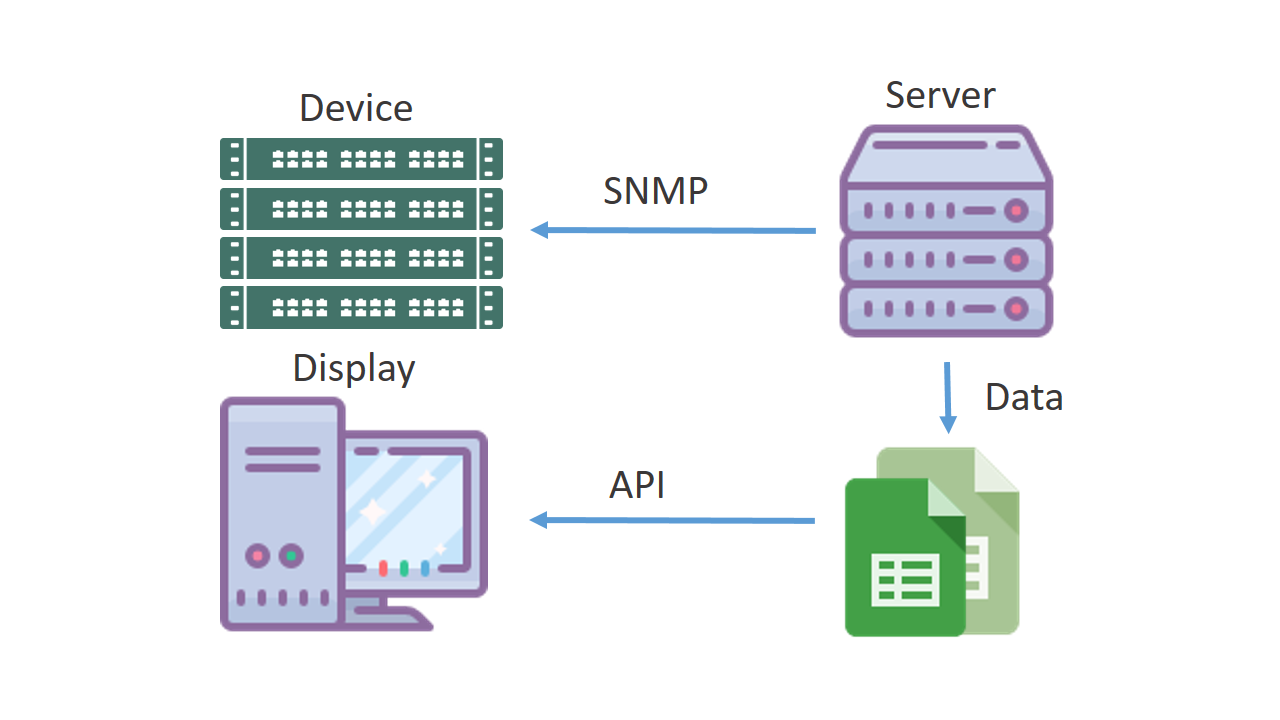 Device
Server
SNMP
Display
Data
API